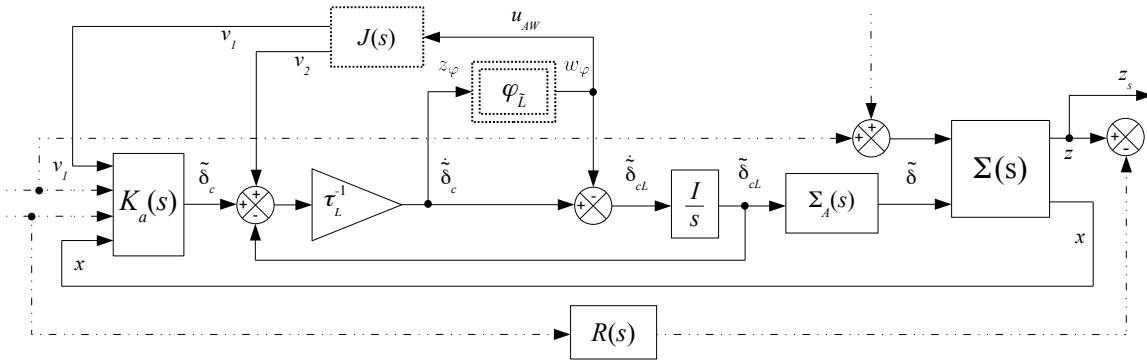 u_AW
v_1
J(s)
v_2
z_φ
w_φ
φ_L̃
z_s
+
+
+
-
z
v_1
K_a(s)
δ̃_c
+
+
-
τ_L^-1
δ̃̇_c
+
-
δ̃̇_cL
I
s
δ̃_cL
Σ_A(s)
δ̃
Σ(s)
x
x
R(s)